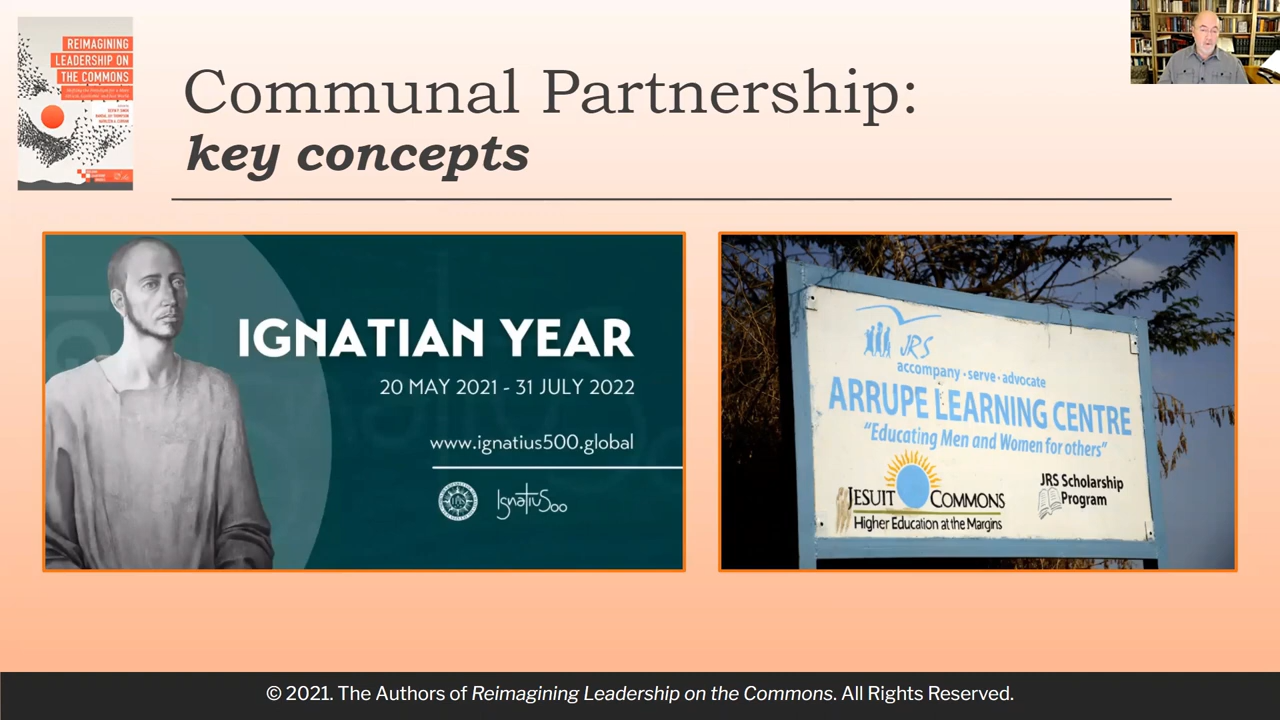 REIMAGINING
LEADERSHIP ON
THE COMMONS
Communal Partnership:
key concepts
IGNATIAN YEAR
20 MAY 2021 - 31 JULY 2022
www.ignatius500.global
Ignatius500
JRS
accompany · serve · advocate
ARRUPE LEARNING CENTRE
"Educating Men and Women for others"
JESUIT COMMONS
Higher Education at the Margins
JRS Scholarship
Program
© 2021. The Authors of Reimagining Leadership on the Commons. All Rights Reserved.